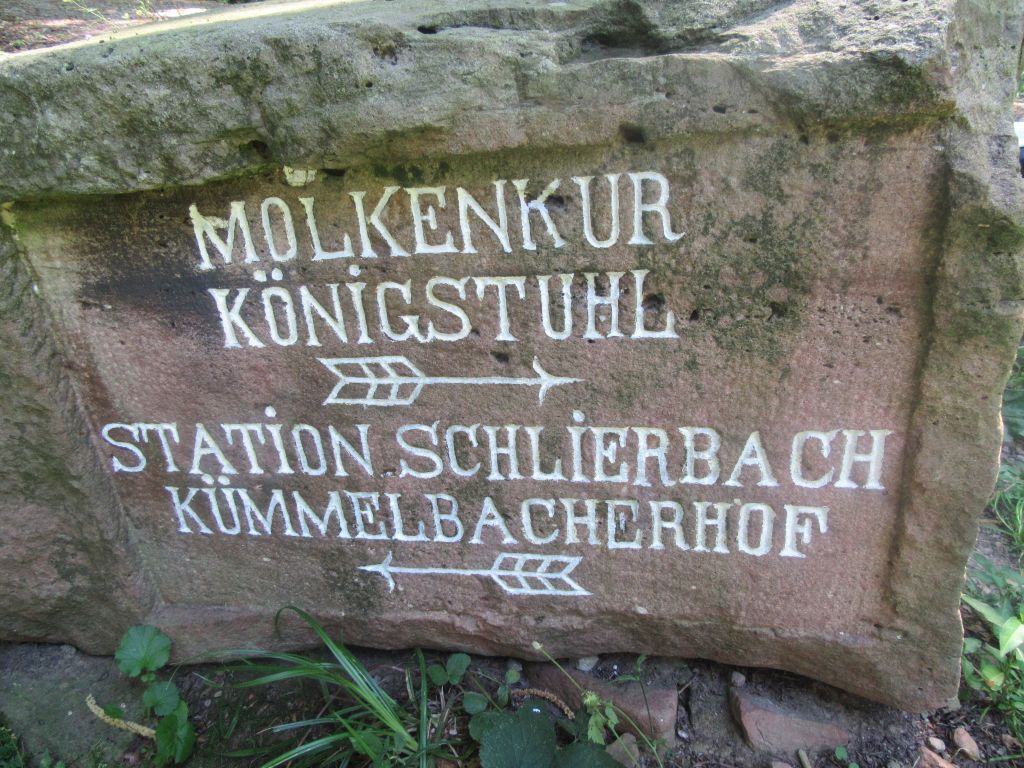 MOLKENKUR
KÖNiGSTUHL
STATiON SCHLiERBACH
KÜMMELBACHERHOF